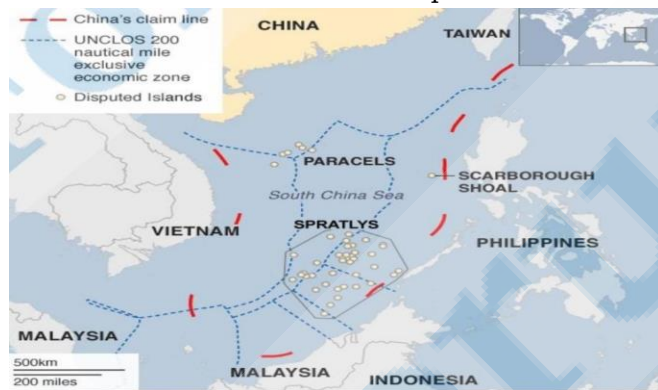 China's claim line
UNCLOS 200
nautical mile
exclusive
economic zone
Disputed Islands
CHINA
TAIWAN
PARACELS
SCARBOROUGH
SHOAL
South China Sea
SPRATLYS
VIETNAM
PHILIPPINES
MALAYSIA
500km
200 miles
MALAYSIA
INDONESIA